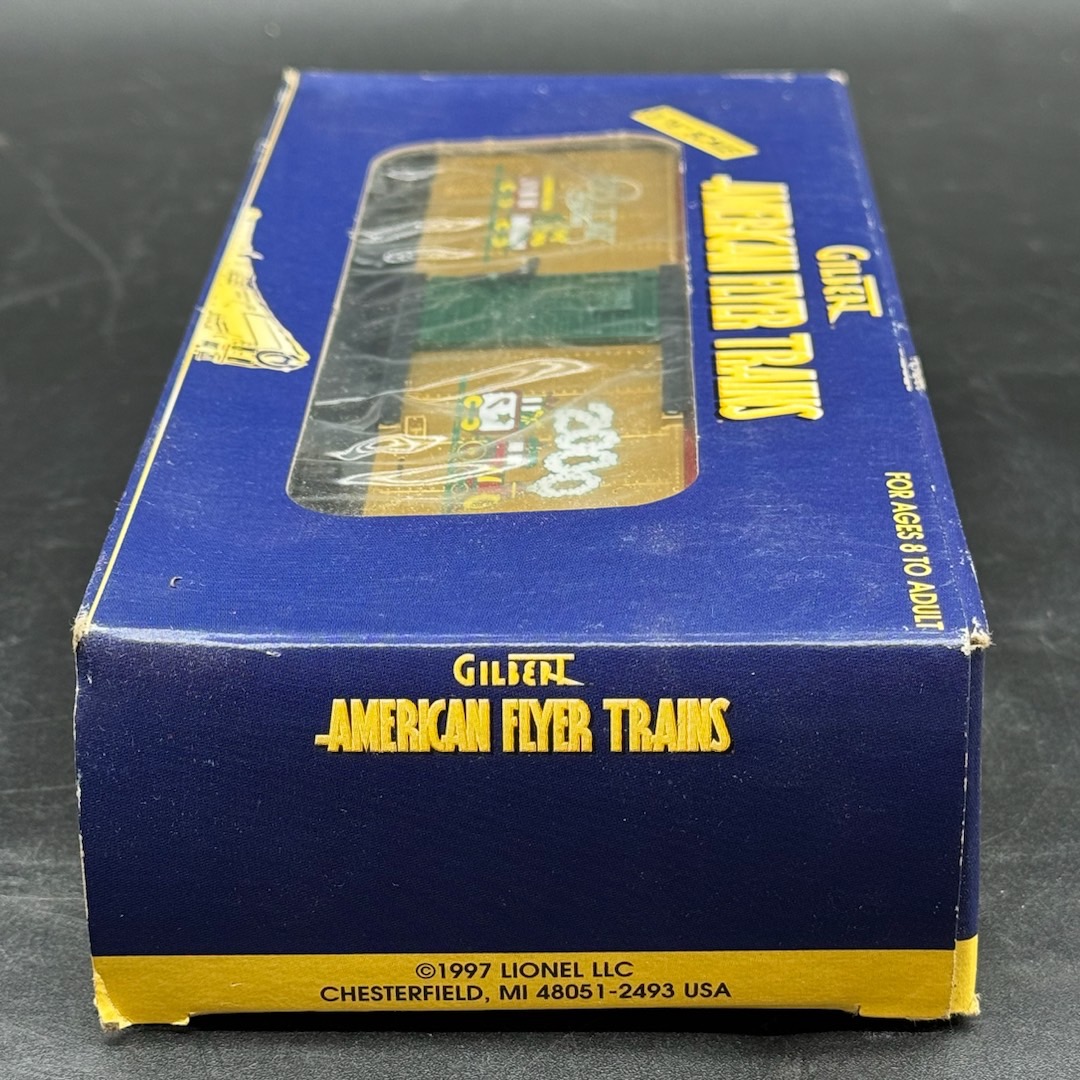 GILBERT
AMERICAN FLYER TRAINS
FOR AGES 8 TO ADULT
2000
GILBERT
AMERICAN FLYER TRAINS
©1997 LIONEL LLC
CHESTERFIELD, MI 48051-2493 USA